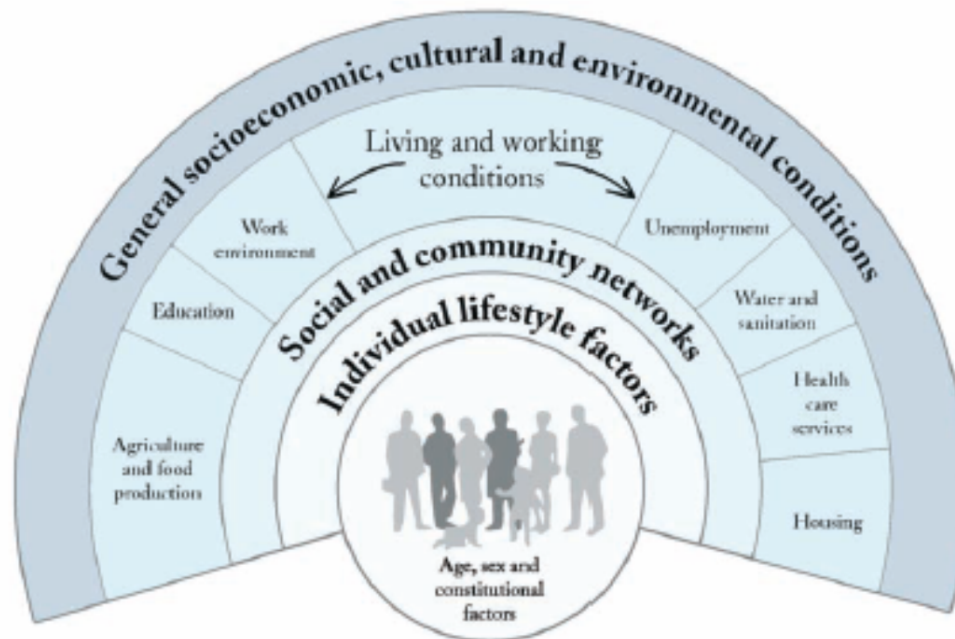 General socioeconomic, cultural and environmental conditions
Living and working
conditions
Work
environment
Unemployment
Education
Water and
sanitation
Agriculture
and food
production
Health
care
services
Housing
Social and community networks
Individual lifestyle factors
Age, sex and
constitutional
factors